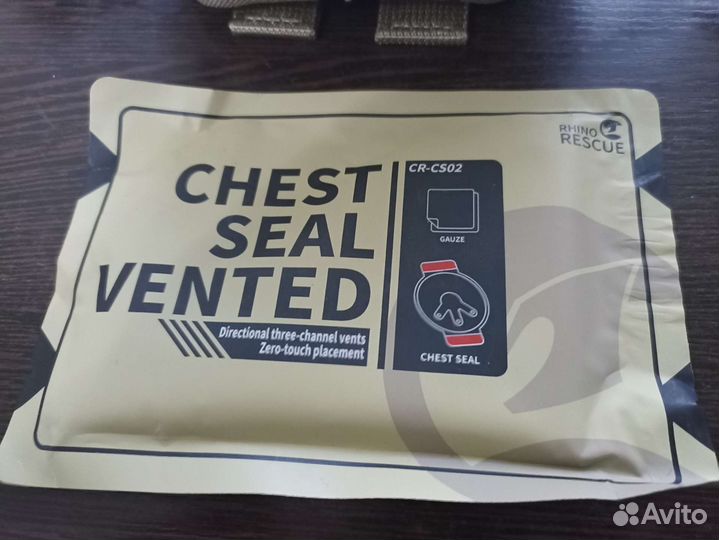 RHINO
RESCUE
CHEST
SEAL
VENTED
Directional three-channel vents
Zero-touch placement
CR-CS02
GAUZE
CHEST SEAL
Avito